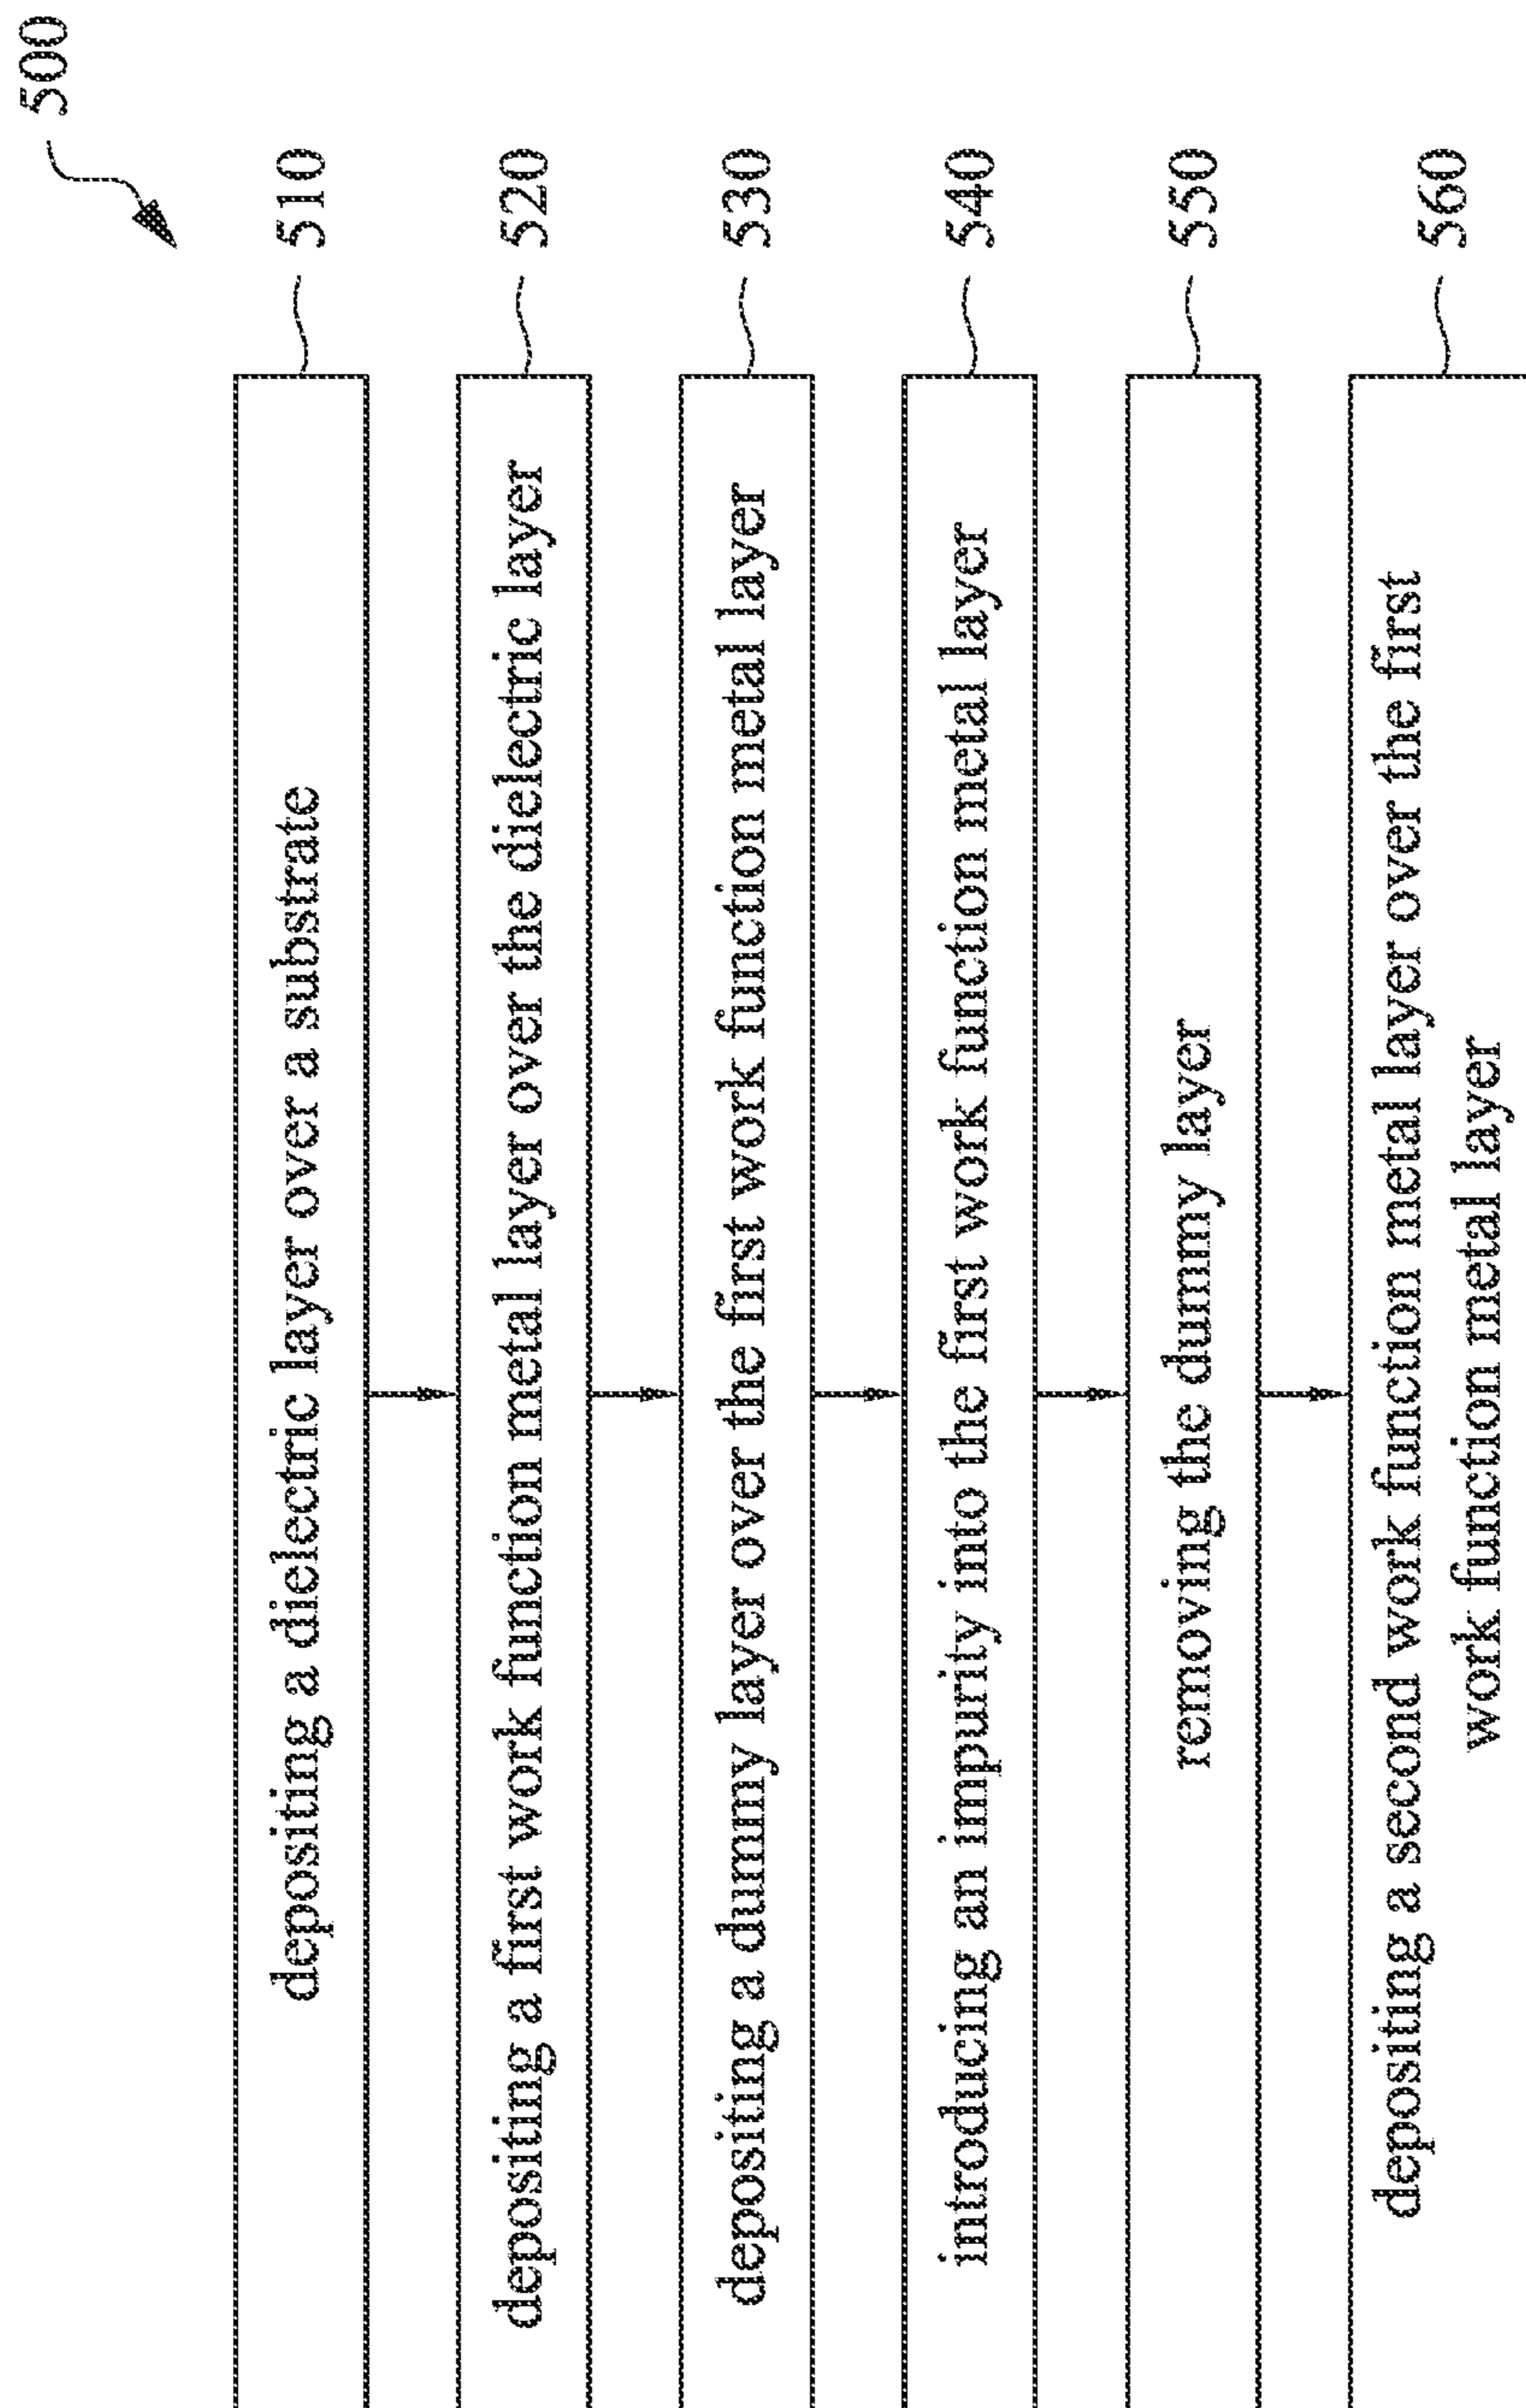 500
depositing a dielectric layer over a substrate
510
depositing a first work function metal layer over the dielectric layer
520
depositing a dummy layer over the first work function metal layer
530
introducing an impurity into the first work function metal layer
540
removing the dummy layer
550
depositing a second work function metal layer over the first
work function metal layer
560